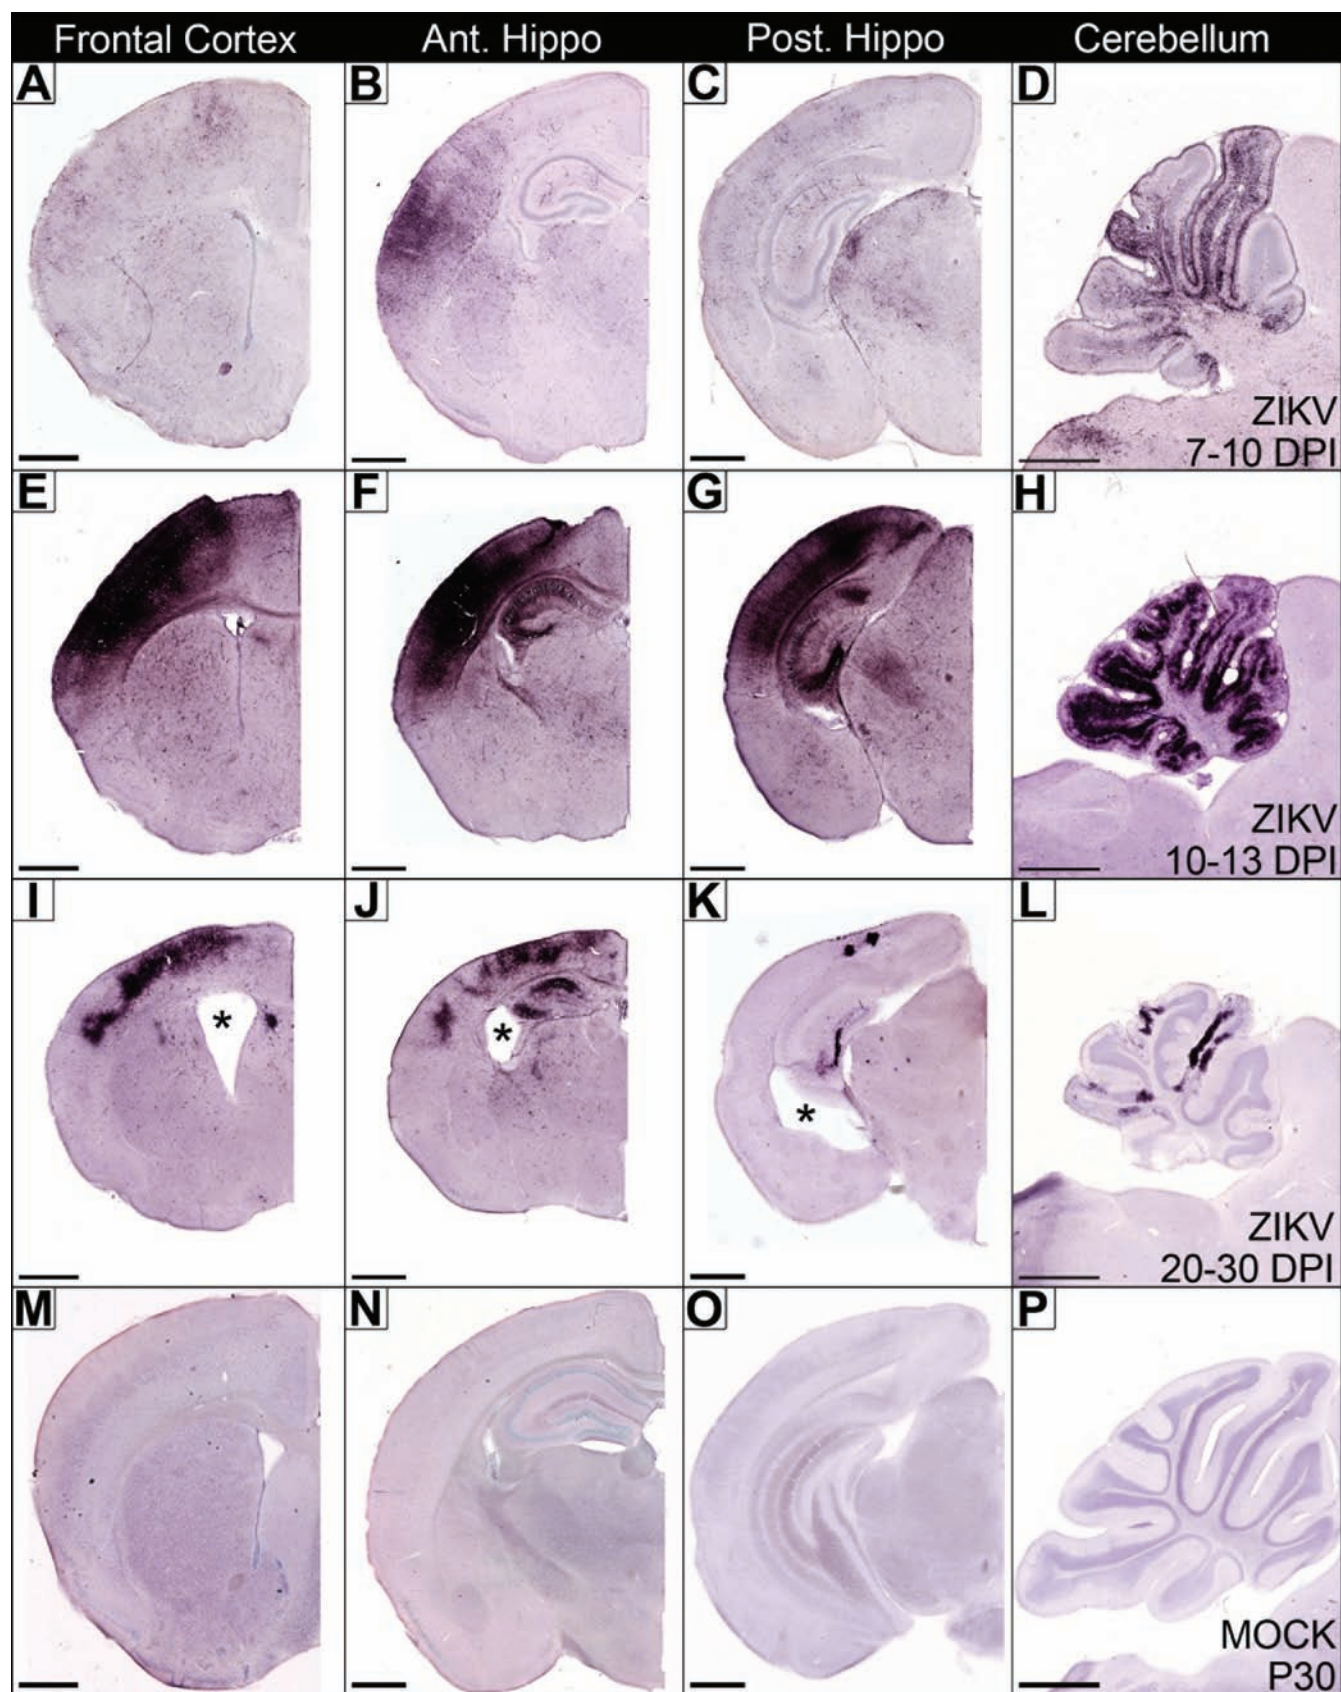 Frontal Cortex Ant. Hippo Post. Hippo Cerebellum
A B C D
ZIKV
7-10 DPI
E F G H
ZIKV
10-13 DPI
I J K L
* * *
ZIKV
20-30 DPI
M N O P
MOCK
P30